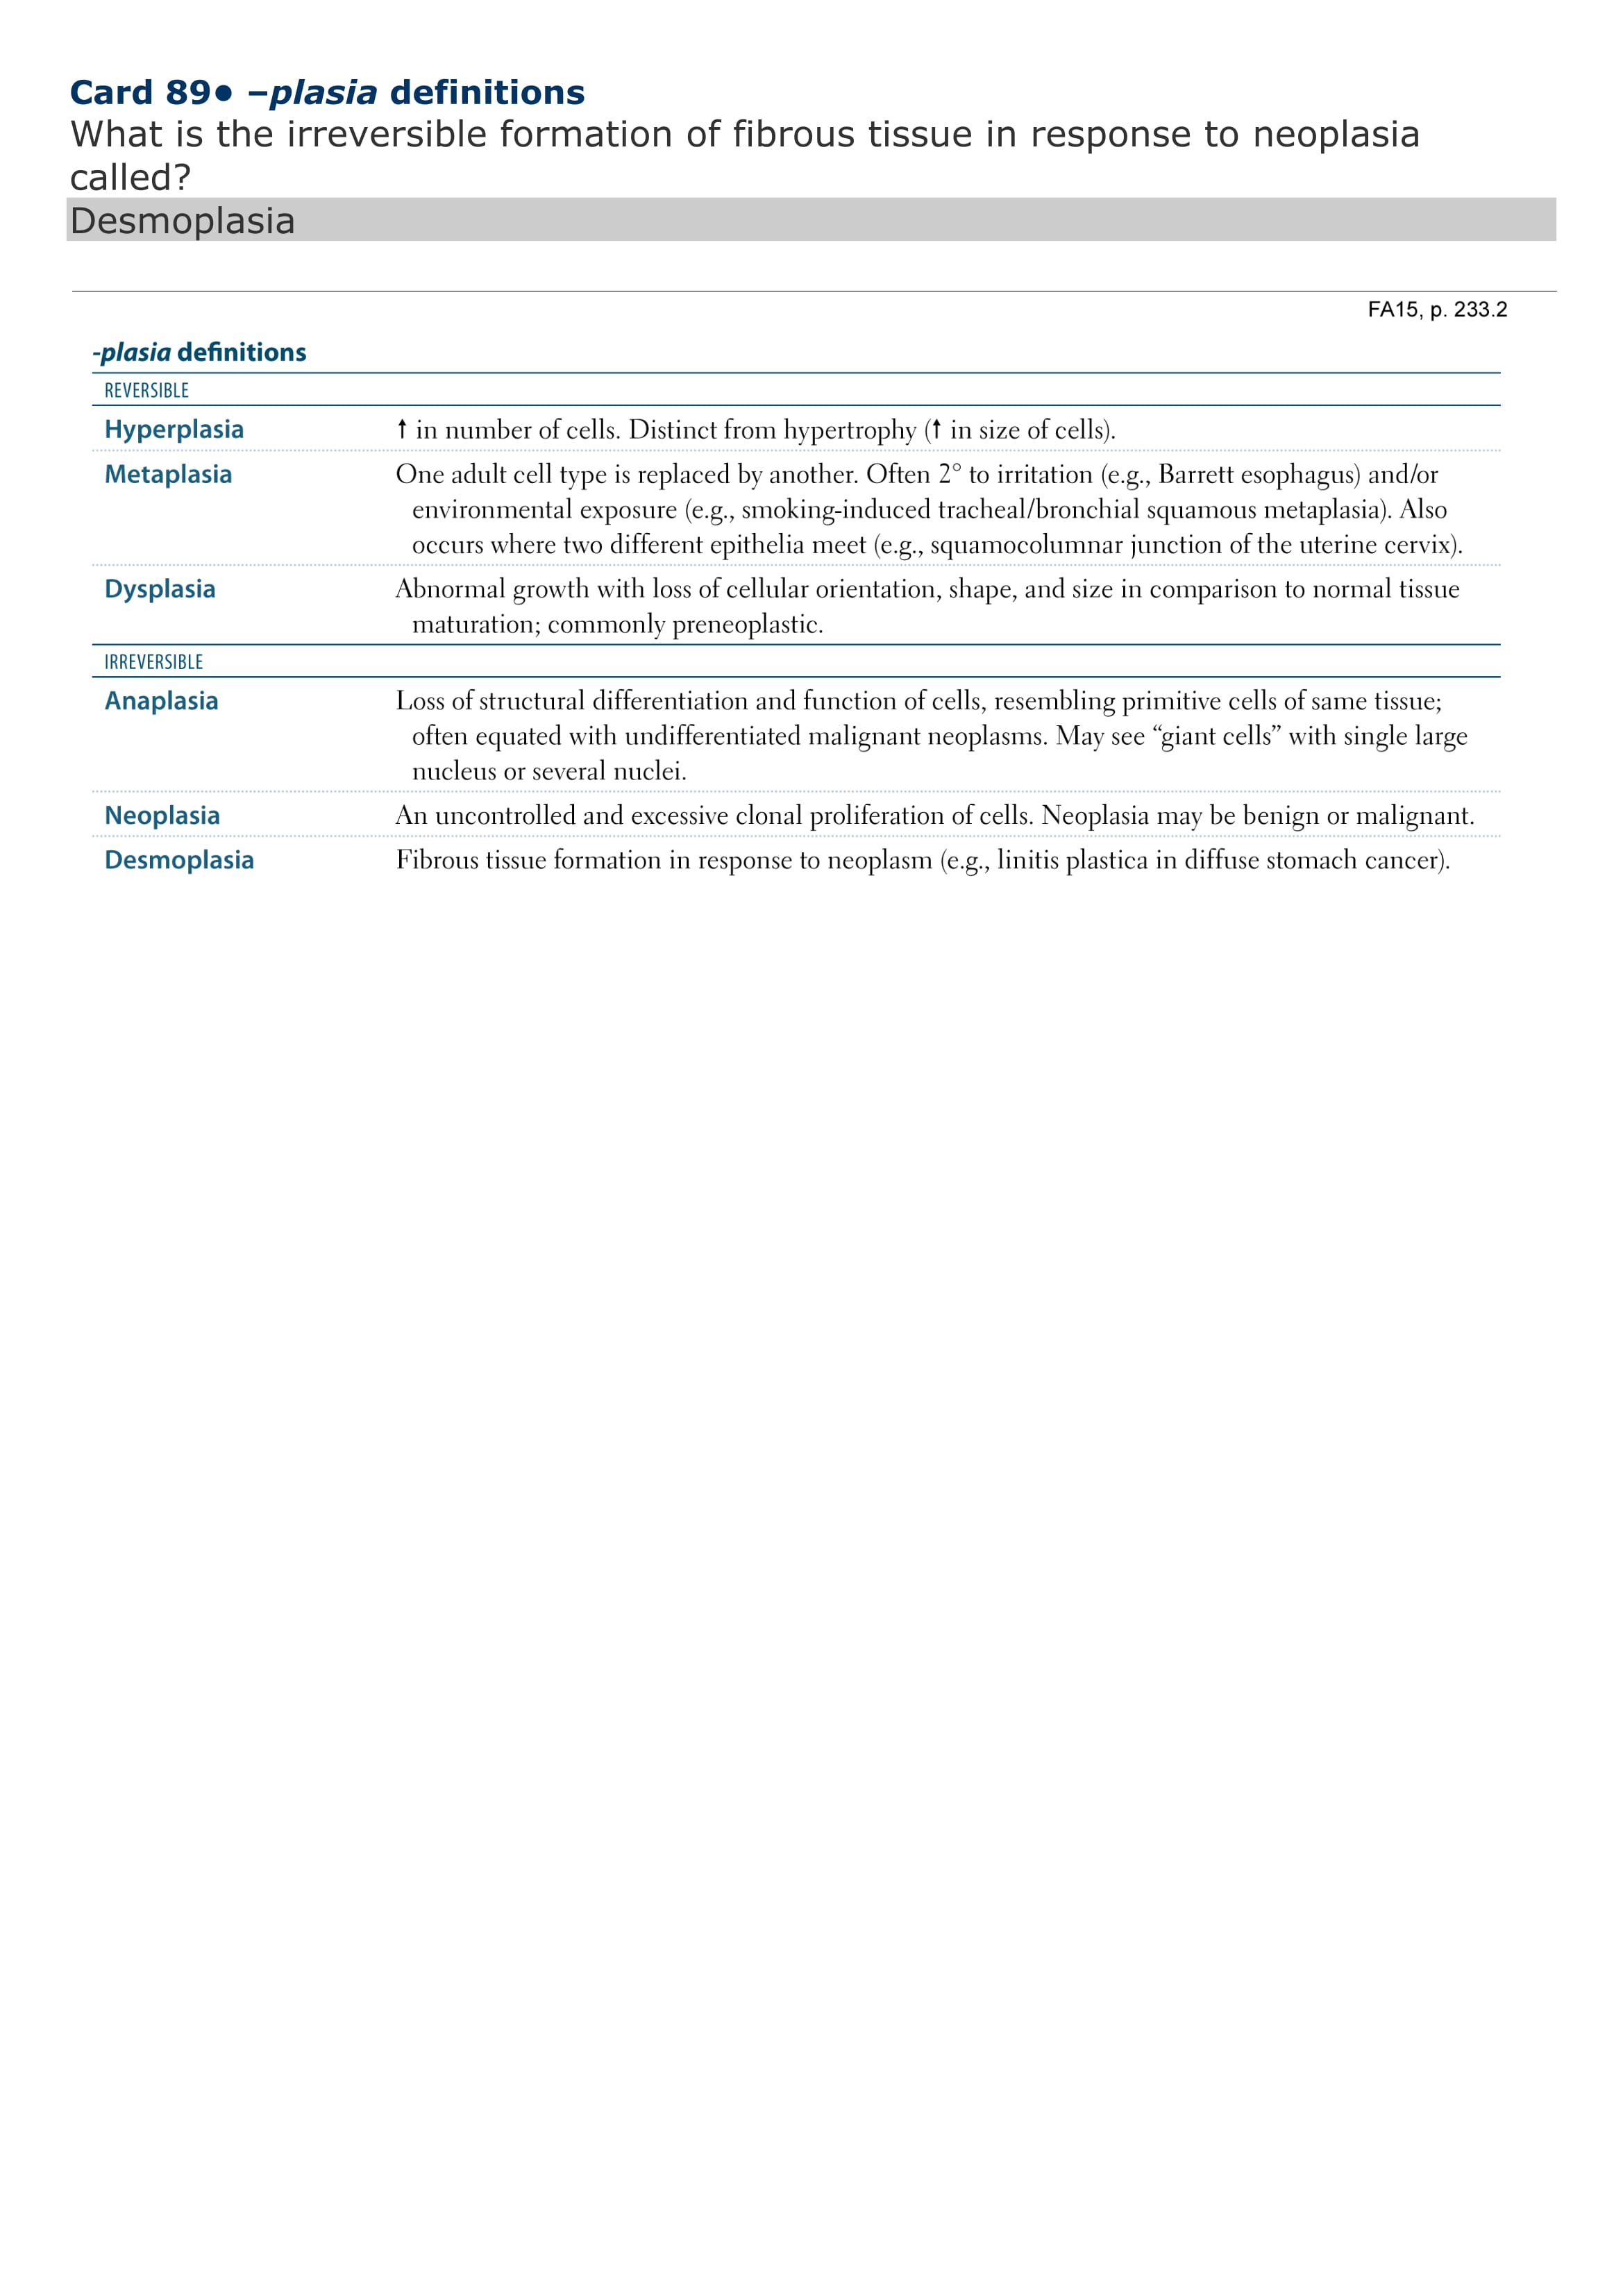 Card 89● –plasia definitions
What is the irreversible formation of fibrous tissue in response to neoplasia
called?
Desmoplasia
FA15, p. 233.2
-plasia definitions
REVERSIBLE
Hyperplasia ↑ in number of cells. Distinct from hypertrophy (↑ in size of cells).
Metaplasia One adult cell type is replaced by another. Often 2° to irritation (e.g., Barrett esophagus) and/or
environmental exposure (e.g., smoking-induced tracheal/bronchial squamous metaplasia). Also
occurs where two different epithelia meet (e.g., squamocolumnar junction of the uterine cervix).
Dysplasia Abnormal growth with loss of cellular orientation, shape, and size in comparison to normal tissue
maturation; commonly preneoplastic.
IRREVERSIBLE
Anaplasia Loss of structural differentiation and function of cells, resembling primitive cells of same tissue;
often equated with undifferentiated malignant neoplasms. May see “giant cells” with single large
nucleus or several nuclei.
Neoplasia An uncontrolled and excessive clonal proliferation of cells. Neoplasia may be benign or malignant.
Desmoplasia Fibrous tissue formation in response to neoplasm (e.g., linitis plastica in diffuse stomach cancer).